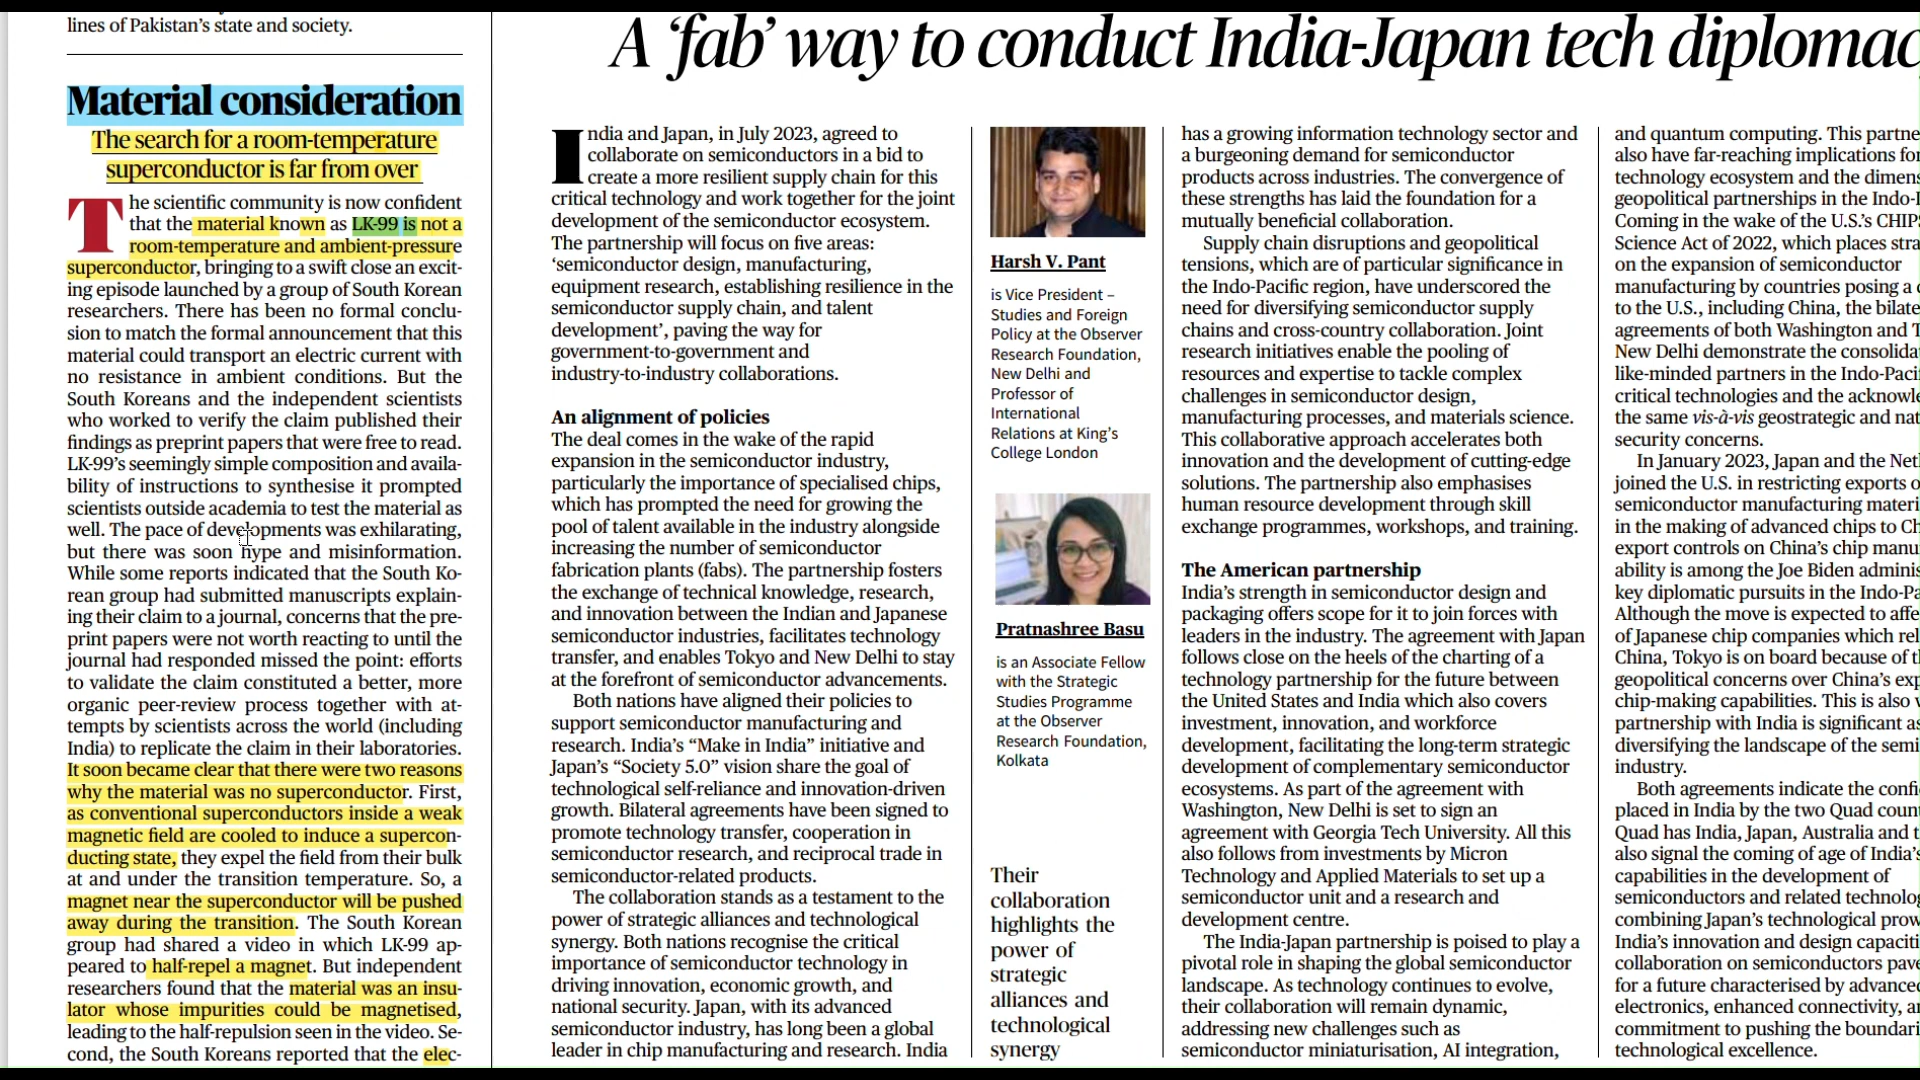 lines of Pakistan's state and society.
Material consideration
The search for a room-temperature
superconductor is far from over
The scientific community is now confident
that the material known as LK-99 is not a
room-temperature and ambient-pressure
superconductor, bringing to a swift close an excit-
ing episode launched by a group of South Korean
researchers. There has been no formal conclu-
sion to match the formal announcement that this
material could transport an electric current with
no resistance in ambient conditions. But the
South Koreans and the independent scientists
who worked to verify the claim published their
findings as preprint papers that were free to read.
LK-99's seemingly simple composition and availa-
bility of instructions to synthesise it prompted
scientists outside academia to test the material as
well. The pace of developments was exhilarating,
but there was soon hype and misinformation.
While some reports indicated that the South Ko-
rean group had submitted manuscripts explain-
ing their claim to a journal, concerns that the pre-
print papers were not worth reacting to until the
journal had responded missed the point: efforts
to validate the claim constituted a better, more
organic peer-review process together with at-
tempts by scientists across the world (including
India) to replicate the claim in their laboratories.
It soon became clear that there were two reasons
why the material was no superconductor. First,
as conventional superconductors inside a weak
magnetic field are cooled to induce a supercon-
ducting state, they expel the field from their bulk
at and under the transition temperature. So, a
magnet near the superconductor will be pushed
away during the transition. The South Korean
group had shared a video in which LK-99 ap-
peared to half-repel a magnet. But independent
researchers found that the material was an insu-
lator whose impurities could be magnetised,
leading to the half-repulsion seen in the video. Se-
cond, the South Koreans reported that the elec-
A 'fab' way to conduct India-Japan tech diplomac
India and Japan, in July 2023, agreed to
collaborate on semiconductors in a bid to
create a more resilient supply chain for this
critical technology and work together for the joint
development of the semiconductor ecosystem.
The partnership will focus on five areas:
'semiconductor design, manufacturing,
equipment research, establishing resilience in the
semiconductor supply chain, and talent
development', paving the way for
government-to-government and
industry-to-industry collaborations.
An alignment of policies
The deal comes in the wake of the rapid
expansion in the semiconductor industry,
particularly the importance of specialised chips,
which has prompted the need for growing the
pool of talent available in the industry alongside
increasing the number of semiconductor
fabrication plants (fabs). The partnership fosters
the exchange of technical knowledge, research,
and innovation between the Indian and Japanese
semiconductor industries, facilitates technology
transfer, and enables Tokyo and New Delhi to stay
at the forefront of semiconductor advancements.
Both nations have aligned their policies to
support semiconductor manufacturing and
research. India's "Make in India" initiative and
Japan's "Society 5.0" vision share the goal of
technological self-reliance and innovation-driven
growth. Bilateral agreements have been signed to
promote technology transfer, cooperation in
semiconductor research, and reciprocal trade in
semiconductor-related products.
The collaboration stands as a testament to the
power of strategic alliances and technological
synergy. Both nations recognise the critical
importance of semiconductor technology in
driving innovation, economic growth, and
national security. Japan, with its advanced
semiconductor industry, has long been a global
leader in chip manufacturing and research. India
Harsh V. Pant
is Vice President –
Studies and Foreign
Policy at the Observer
Research Foundation,
New Delhi and
Professor of
International
Relations at King's
College London
Pratnashree Basu
is an Associate Fellow
with the Strategic
Studies Programme
at the Observer
Research Foundation,
Kolkata
Their
collaboration
highlights the
power of
strategic
alliances and
technological
synergy
has a growing information technology sector and
a burgeoning demand for semiconductor
products across industries. The convergence of
these strengths has laid the foundation for a
mutually beneficial collaboration.
Supply chain disruptions and geopolitical
tensions, which are of particular significance in
the Indo-Pacific region, have underscored the
need for diversifying semiconductor supply
chains and cross-country collaboration. Joint
research initiatives enable the pooling of
resources and expertise to tackle complex
challenges in semiconductor design,
manufacturing processes, and materials science.
This collaborative approach accelerates both
innovation and the development of cutting-edge
solutions. The partnership also emphasises
human resource development through skill
exchange programmes, workshops, and training.
The American partnership
India's strength in semiconductor design and
packaging offers scope for it to join forces with
leaders in the industry. The agreement with Japan
follows close on the heels of the charting of a
technology partnership for the future between
the United States and India which also covers
investment, innovation, and workforce
development, facilitating the long-term strategic
development of complementary semiconductor
ecosystems. As part of the agreement with
Washington, New Delhi is set to sign an
agreement with Georgia Tech University. All this
also follows from investments by Micron
Technology and Applied Materials to set up a
semiconductor unit and a research and
development centre.
The India-Japan partnership is poised to play a
pivotal role in shaping the global semiconductor
landscape. As technology continues to evolve,
their collaboration will remain dynamic,
addressing new challenges such as
semiconductor miniaturisation, AI integration,
and quantum computing. This partne
also have far-reaching implications for
technology ecosystem and the dimens
geopolitical partnerships in the Indo-
Coming in the wake of the U.S.'s CHIP
Science Act of 2022, which places stra
on the expansion of semiconductor
manufacturing by countries posing a
to the U.S., including China, the bilate
agreements of both Washington and
New Delhi demonstrate the consolida
like-minded partners in the Indo-Paci
critical technologies and the acknowle
the same vis-à-vis geostrategic and nat
security concerns.
In January 2023, Japan and the Net
joined the U.S. in restricting exports o
semiconductor manufacturing materi
in the making of advanced chips to Ch
export controls on China's chip manu
ability is among the Joe Biden adminis
key diplomatic pursuits in the Indo-Pa
Although the move is expected to affe
of Japanese chip companies which rel
China, Tokyo is on board because of t
geopolitical concerns over China's exp
chip-making capabilities. This is also
partnership with India is significant as
diversifying the landscape of the semi
industry.
Both agreements indicate the confi
placed in India by the two Quad coun
Quad has India, Japan, Australia and t
also signal the coming of age of India's
capabilities in the development of
semiconductors and related technolog
combining Japan's technological prow
India's innovation and design capaciti
collaboration on semiconductors pave
for a future characterised by advance
electronics, enhanced connectivity, a
commitment to pushing the boundari
technological excellence.